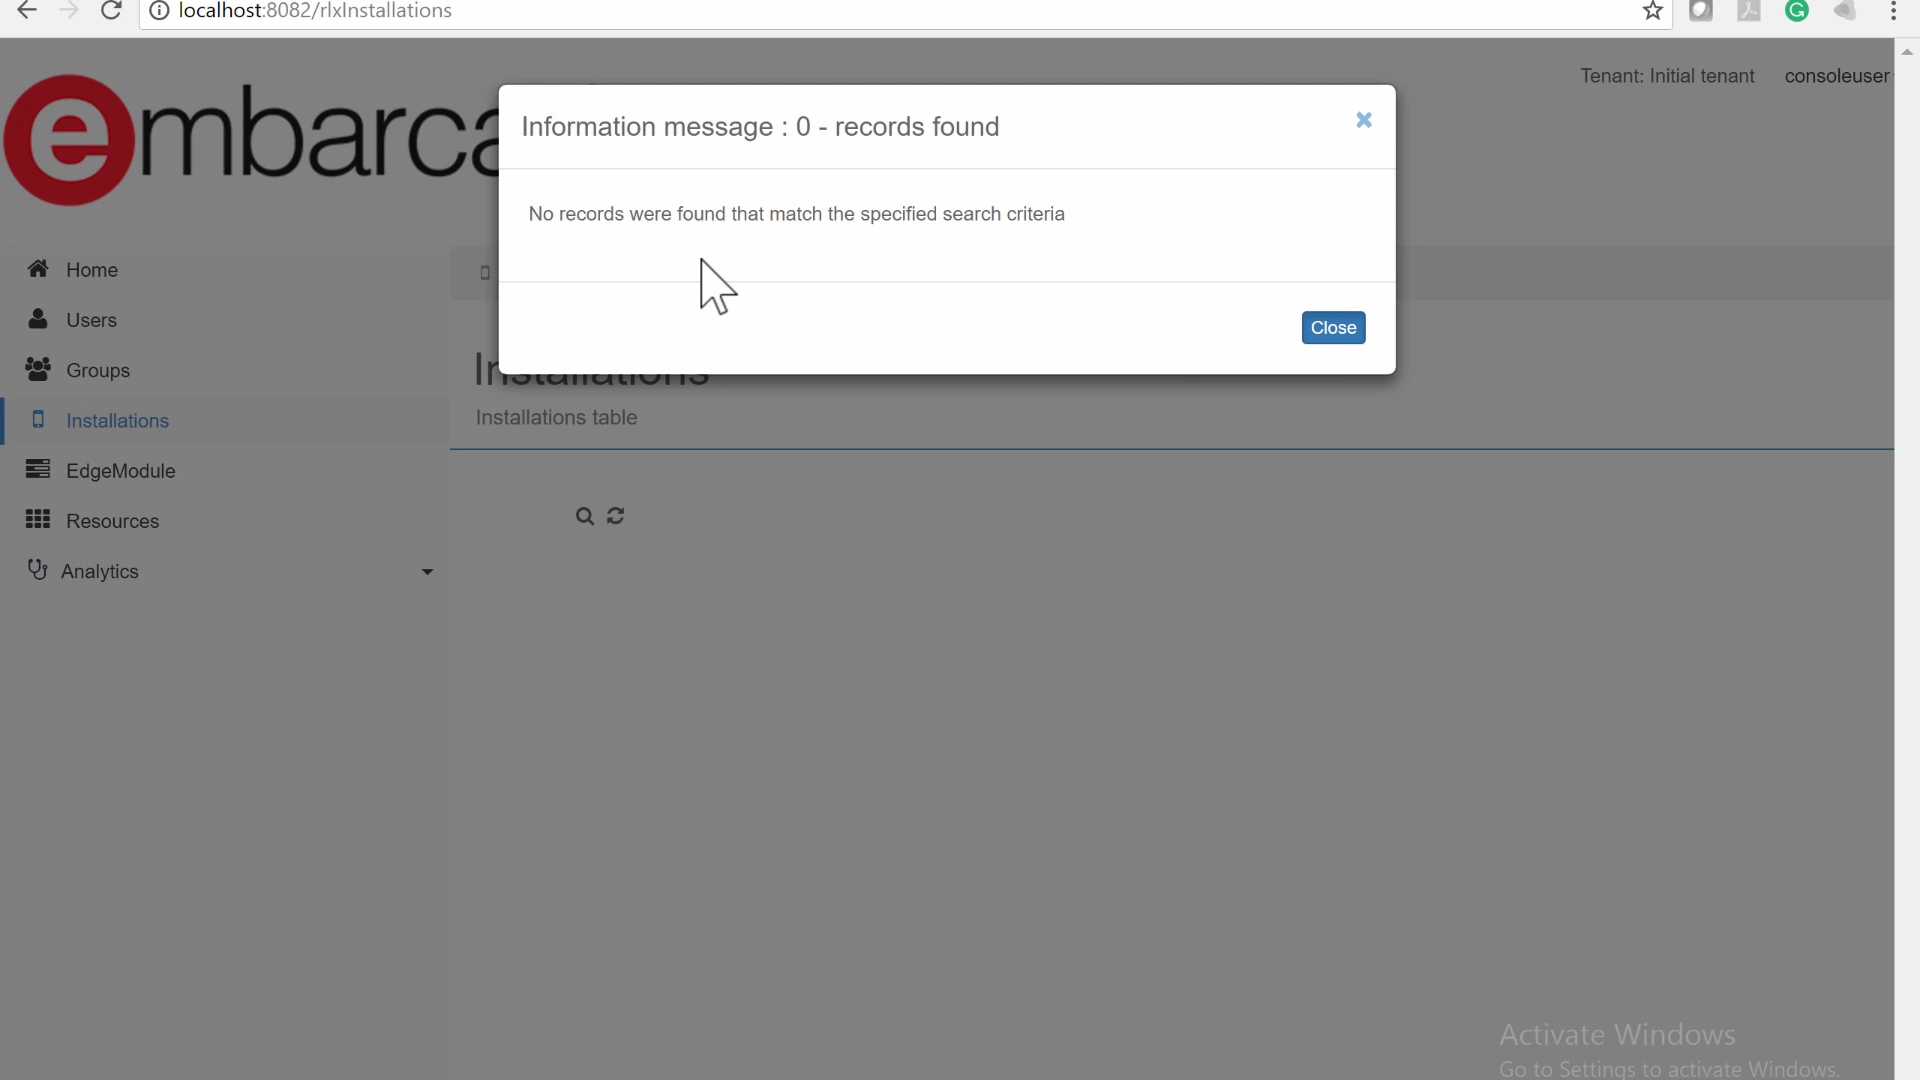 localhost:8082/rlxInstallations
Tenant: Initial tenant
consoleuser
embarca
Information message : 0 - records found
No records were found that match the specified search criteria
Close
Home
Users
Groups
Installations
EdgeModule
Resources
Analytics
Installations
Installations table
Activate Windows
Go to Settings to activate Windows.